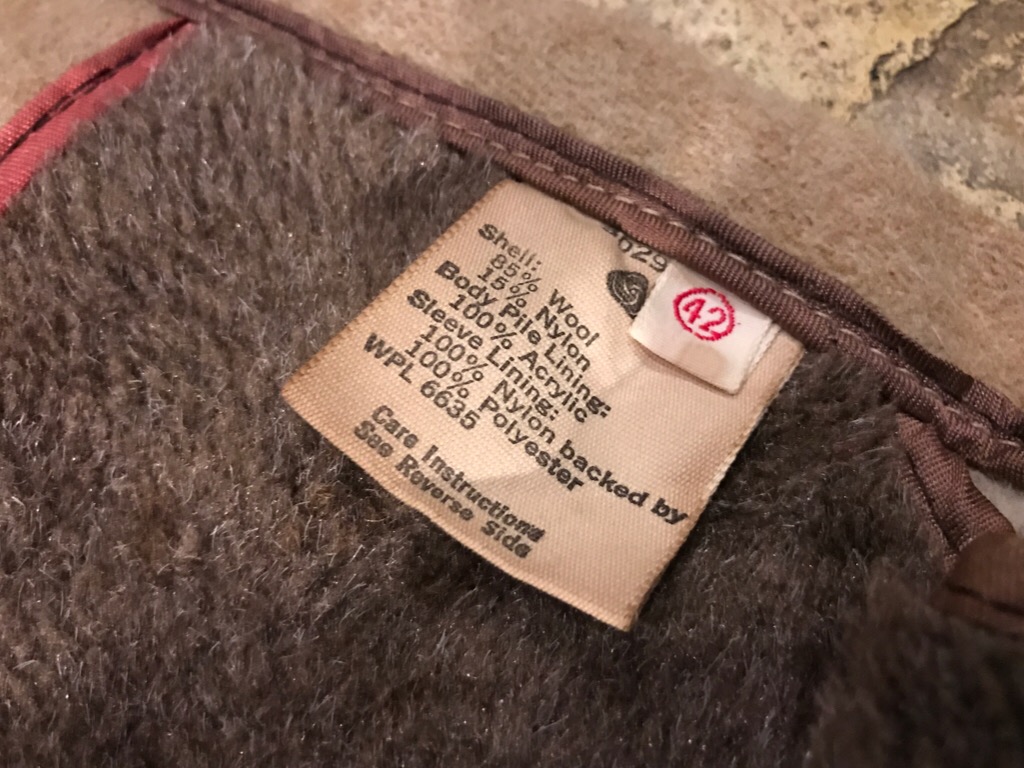 029
42
Shell:
85% Wool
15% Nylon
Body Pile Lining:
100% Acrylic
Sleeve Lining:
100% Nylon backed by
100% Polyester
WPL 6635
Care Instructions
See Reverse Side